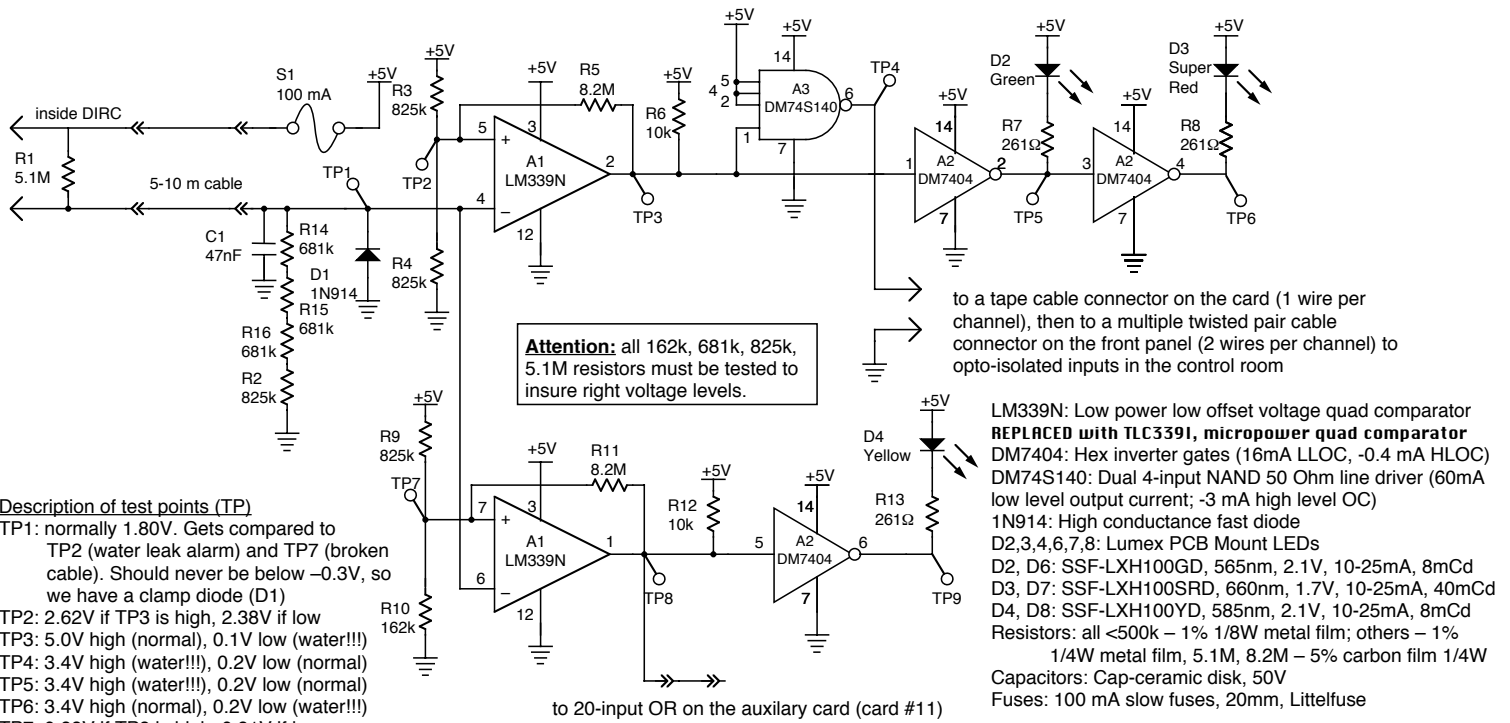 +5V
S1
100 mA
inside DIRC
R1
5.1M
5-10 m cable
TP1
C1
47nF
R14
681k
D1
1N914
R15
681k
R16
681k
R2
825k
+5V
R3
825k
TP2
R4
825k
+5V
R5
8.2M
5
+
3
A1
LM339N
2
4
–
12
TP3
+5V
R6
10k
+5V
+5V
14
5
4
2
1
A3
DM74S140
6
7
TP4
+5V
14
1
A2
DM7404
2
7
+5V
D2
Green
R7
261Ω
TP5
+5V
14
3
A2
DM7404
4
7
+5V
D3
Super
Red
R8
261Ω
TP6
to a tape cable connector on the card (1 wire per
channel), then to a multiple twisted pair cable
connector on the front panel (2 wires per channel) to
opto-isolated inputs in the control room
Attention: all 162k, 681k, 825k,
5.1M resistors must be tested to
insure right voltage levels.
+5V
R9
825k
TP7
R10
162k
+5V
R11
8.2M
7
+
3
A1
LM339N
1
6
–
12
TP8
+5V
R12
10k
+5V
14
5
A2
DM7404
6
7
+5V
D4
Yellow
R13
261Ω
TP9
to 20-input OR on the auxilary card (card #11)
LM339N: Low power low offset voltage quad comparator
REPLACED with TLC339I, micropower quad comparator
DM7404: Hex inverter gates (16mA LLOC, -0.4 mA HLOC)
DM74S140: Dual 4-input NAND 50 Ohm line driver (60mA
low level output current; -3 mA high level OC)
1N914: High conductance fast diode
D2,3,4,6,7,8: Lumex PCB Mount LEDs
D2, D6: SSF-LXH100GD, 565nm, 2.1V, 10-25mA, 8mCd
D3, D7: SSF-LXH100SRD, 660nm, 1.7V, 10-25mA, 40mCd
D4, D8: SSF-LXH100YD, 585nm, 2.1V, 10-25mA, 8mCd
Resistors: all <500k – 1% 1/8W metal film; others – 1%
1/4W metal film, 5.1M, 8.2M – 5% carbon film 1/4W
Capacitors: Cap-ceramic disk, 50V
Fuses: 100 mA slow fuses, 20mm, Littelfuse
Description of test points (TP)
TP1: normally 1.80V. Gets compared to
TP2 (water leak alarm) and TP7 (broken
cable). Should never be below –0.3V, so
we have a clamp diode (D1)
TP2: 2.62V if TP3 is high, 2.38V if low
TP3: 5.0V high (normal), 0.1V low (water!!!)
TP4: 3.4V high (water!!!), 0.2V low (normal)
TP5: 3.4V high (water!!!), 0.2V low (normal)
TP6: 3.4V high (normal), 0.2V low (water!!!)